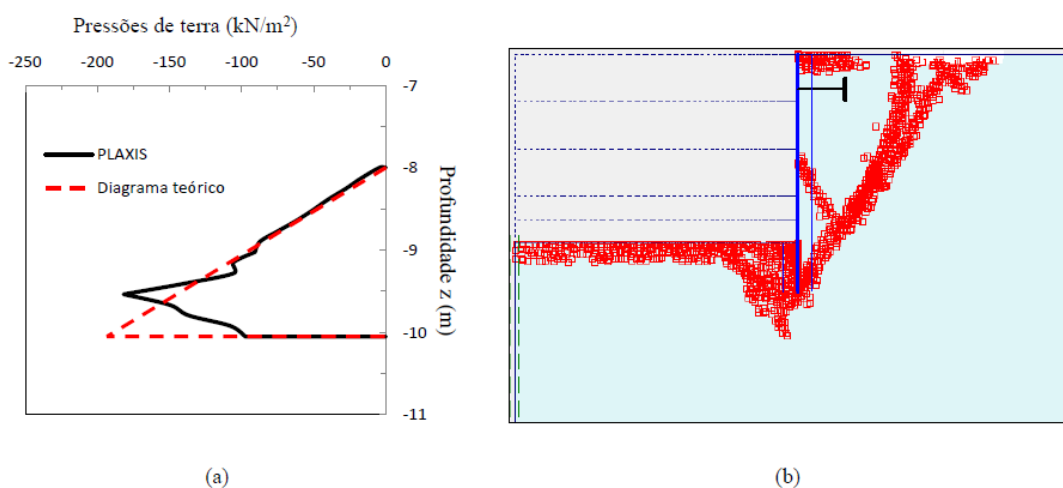 Pressões de terra (kN/m²)
-250 -200 -150 -100 -50 0
-7
-8
-9
-10
-11
PLAXIS
Diagrama teórico
Profundidade z (m)
(a)
(b)